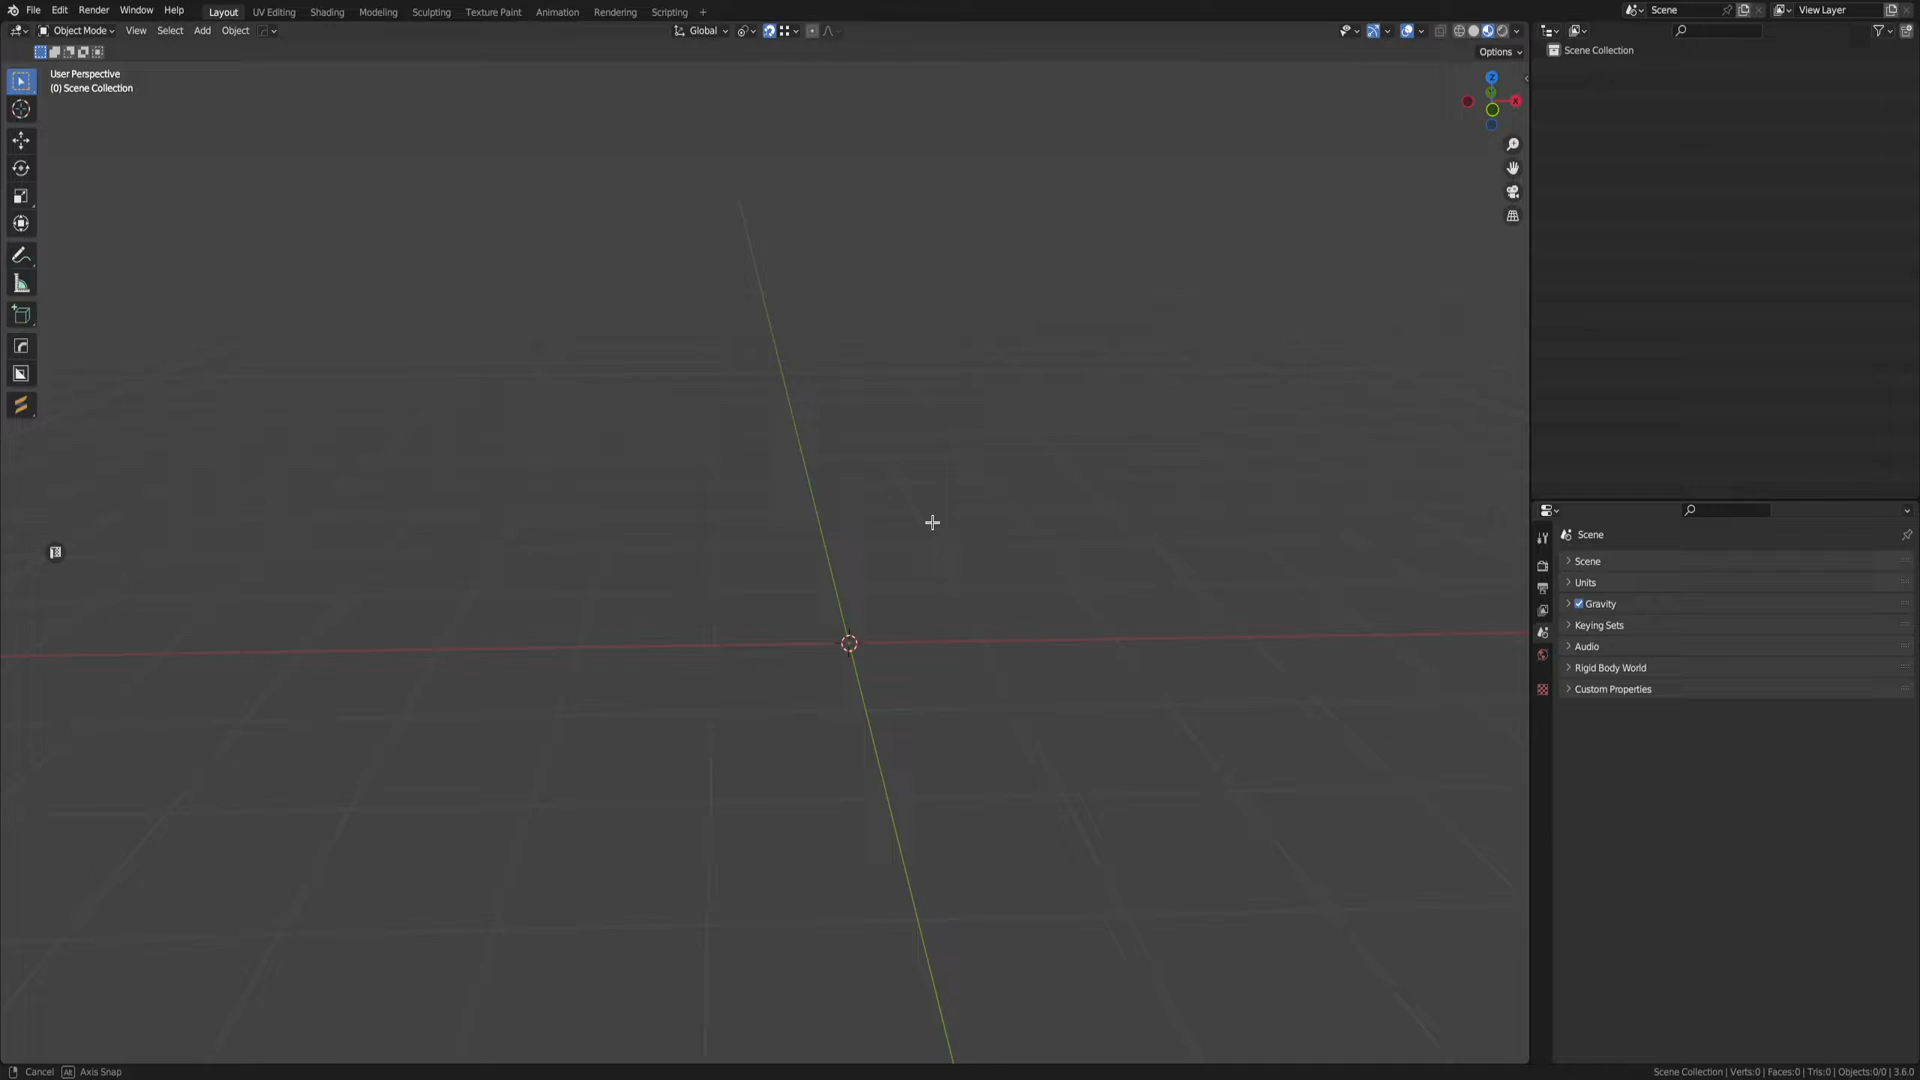 File Edit Render Window Help Layout UV Editing Shading Modeling Sculpting Texture Paint Animation Rendering Scripting + Scene View Layer
Object Mode View Select Add Object Global
Options
User Perspective
(0) Scene Collection
Z
Y
X
Scene Collection
Scene
Scene
Units
Gravity
Keying Sets
Audio
Rigid Body World
Custom Properties
Cancel Alt Axis Snap Scene Collection | Verts:0 | Faces:0 | Tris:0 | Objects:0/0 | 3.6.0